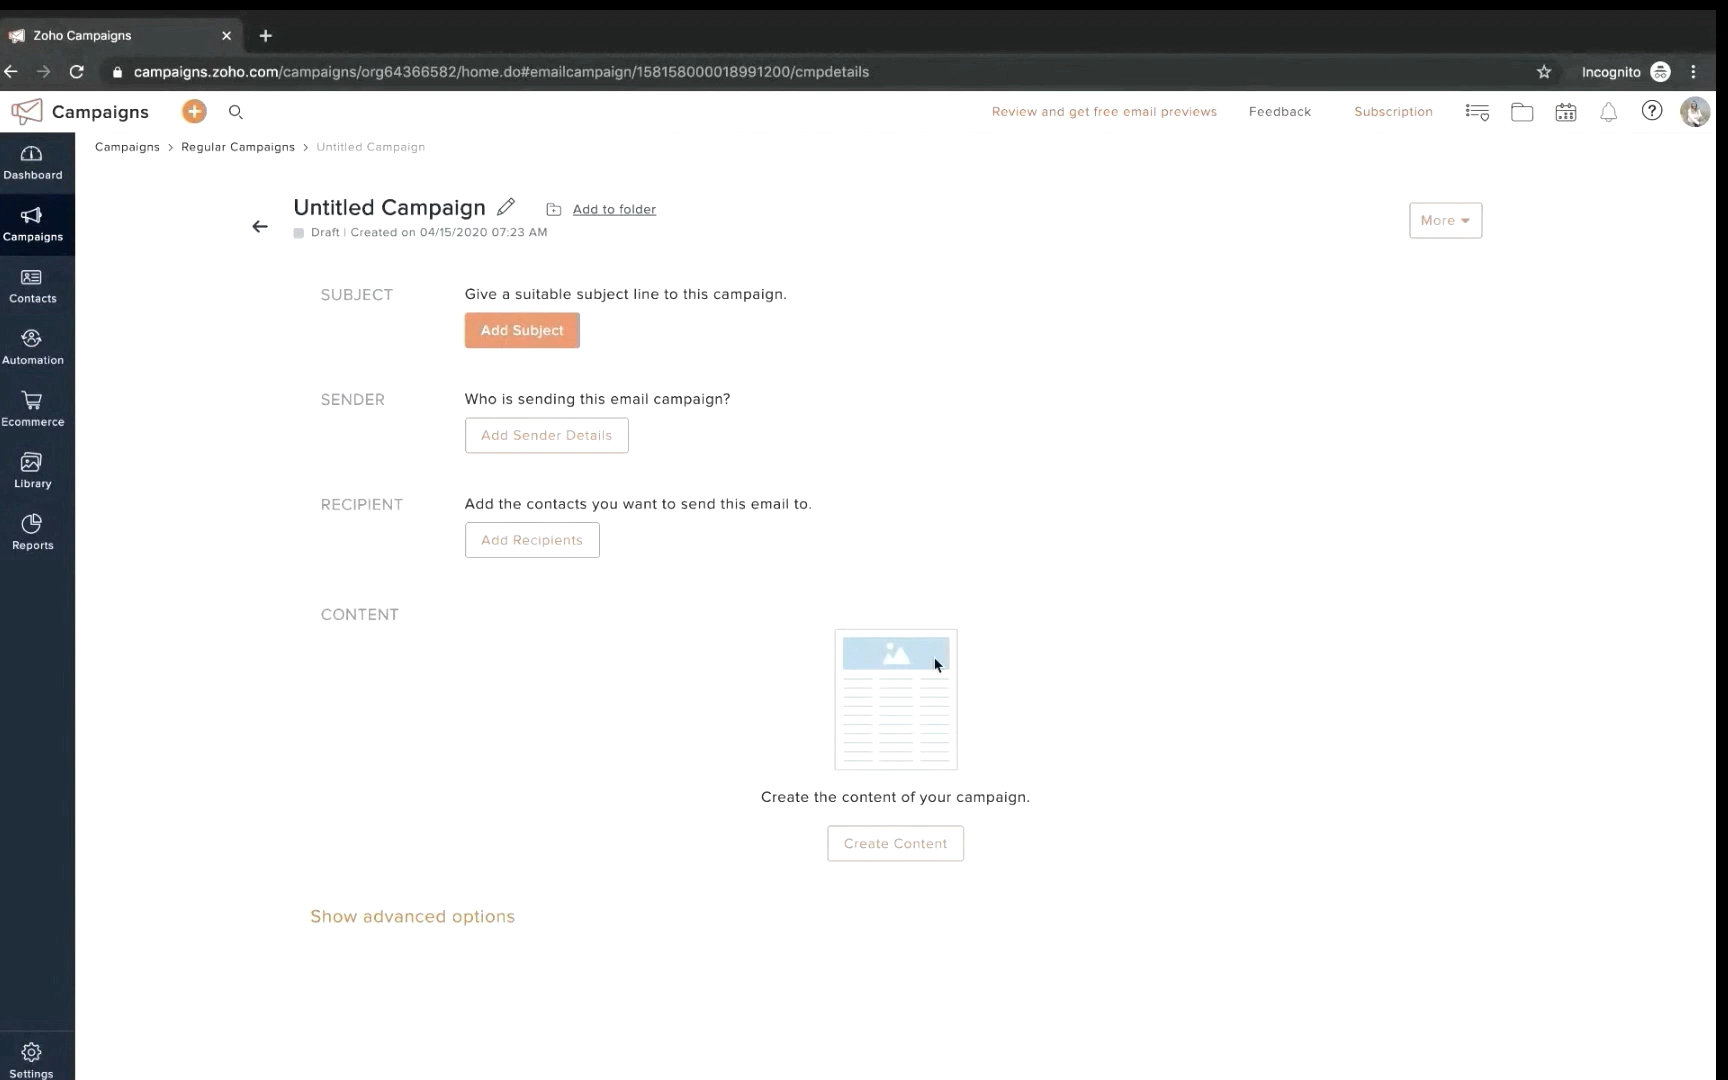 Zoho Campaigns
campaigns.zoho.com/campaigns/org64366582/home.do#emailcampaign/158158000018991200/cmpdetails
Incognito
Campaigns
Review and get free email previews
Feedback
Subscription
Campaigns > Regular Campaigns > Untitled Campaign
Dashboard
Campaigns
Contacts
Automation
Ecommerce
Library
Reports
Settings
Untitled Campaign
Add to folder
Draft | Created on 04/15/2020 07:23 AM
More
SUBJECT
Give a suitable subject line to this campaign.
Add Subject
SENDER
Who is sending this email campaign?
Add Sender Details
RECIPIENT
Add the contacts you want to send this email to.
Add Recipients
CONTENT
Create the content of your campaign.
Create Content
Show advanced options